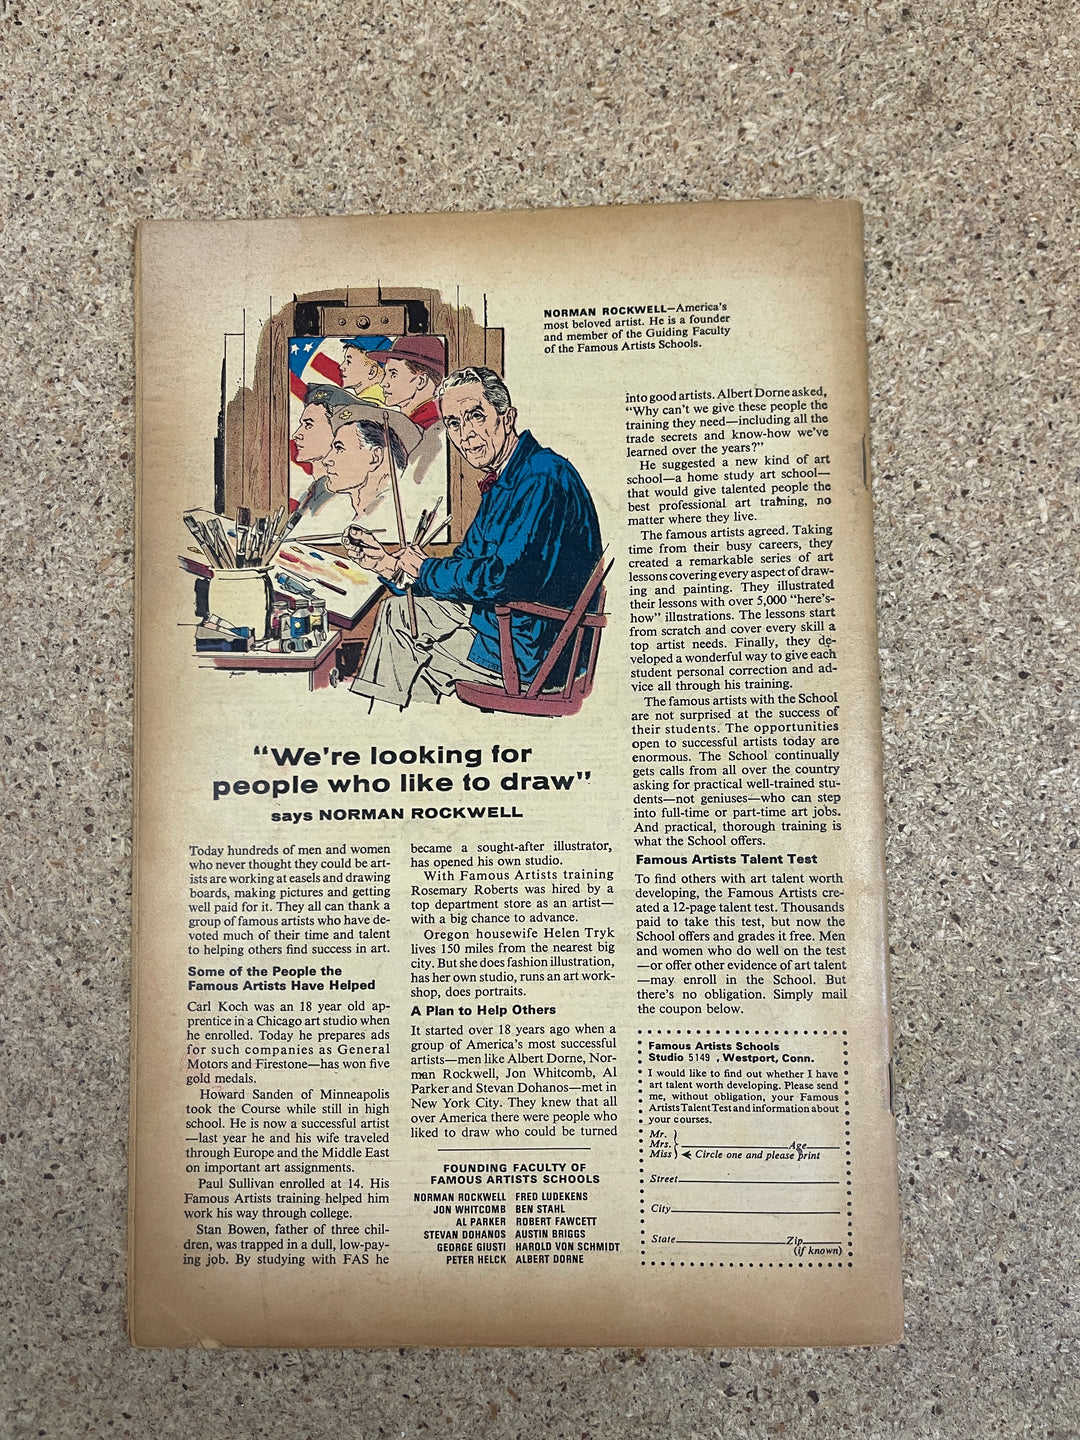 NORMAN ROCKWELL—America's
most beloved artist. He is a founder
and member of the Guiding Faculty
of the Famous Artists Schools.
"We're looking for
people who like to draw"
says NORMAN ROCKWELL
Today hundreds of men and women
who never thought they could be art-
ists are working at easels and drawing
boards, making pictures and getting
well paid for it. They all can thank a
group of famous artists who have de-
voted much of their time and talent
to helping others find success in art.
Some of the People the
Famous Artists Have Helped
Carl Koch was an 18 year old ap-
prentice in a Chicago art studio when
he enrolled. Today he prepares ads
for such companies as General
Motors and Firestone—has won five
gold medals.
Howard Sanden of Minneapolis
took the Course while still in high
school. He is now a successful artist
—last year he and his wife traveled
through Europe and the Middle East
on important art assignments.
Paul Sullivan enrolled at 14. His
Famous Artists training helped him
work his way through college.
Stan Bowen, father of three chil-
dren, was trapped in a dull, low-pay-
ing job. By studying with FAS he
became a sought-after illustrator,
has opened his own studio.
With Famous Artists training
Rosemary Roberts was hired by a
top department store as an artist—
with a big chance to advance.
Oregon housewife Helen Tryk
lives 150 miles from the nearest big
city. But she does fashion illustration,
has her own studio, runs an art work-
shop, does portraits.
A Plan to Help Others
It started over 18 years ago when a
group of America's most successful
artists—men like Albert Dorne, Nor-
man Rockwell, Jon Whitcomb, Al
Parker and Stevan Dohanos—met in
New York City. They knew that all
over America there were people who
liked to draw who could be turned
into good artists. Albert Dorne asked,
"Why can't we give these people the
training they need—including all the
trade secrets and know-how we've
learned over the years?"
He suggested a new kind of art
school—a home study art school—
that would give talented people the
best professional art training, no
matter where they live.
The famous artists agreed. Taking
time from their busy careers, they
created a remarkable series of art
lessons covering every aspect of draw-
ing and painting. They illustrated
their lessons with over 5,000 "here's-
how" illustrations. The lessons start
from scratch and cover every skill a
top artist needs. Finally, they de-
veloped a wonderful way to give each
student personal correction and ad-
vice all through his training.
The famous artists with the School
are not surprised at the success of
their students. The opportunities
open to successful artists today are
enormous. The School continually
gets calls from all over the country
asking for practical well-trained stu-
dents—not geniuses—who can step
into full-time or part-time art jobs.
And practical, thorough training is
what the School offers.
Famous Artists Talent Test
To find others with art talent worth
developing, the Famous Artists cre-
ated a 12-page talent test. Thousands
paid to take this test, but now the
School offers and grades it free. Men
and women who do well on the test
—or offer other evidence of art talent
—may enroll in the School. But
there's no obligation. Simply mail
the coupon below.
FOUNDING FACULTY OF
FAMOUS ARTISTS SCHOOLS
NORMAN ROCKWELL FRED LUDEKENS
JON WHITCOMB BEN STAHL
AL PARKER ROBERT FAWCETT
STEVAN DOHANOS AUSTIN BRIGGS
GEORGE GIUSTI HAROLD VON SCHMIDT
PETER HELCK ALBERT DORNE
Famous Artists Schools
Studio 5149 , Westport, Conn.
I would like to find out whether I have
art talent worth developing. Please send
me, without obligation, your Famous
Artists Talent Test and information about
your courses.
Mr.
Mrs. Age
Miss Circle one and please print
Street
City
State Zip
(if known)